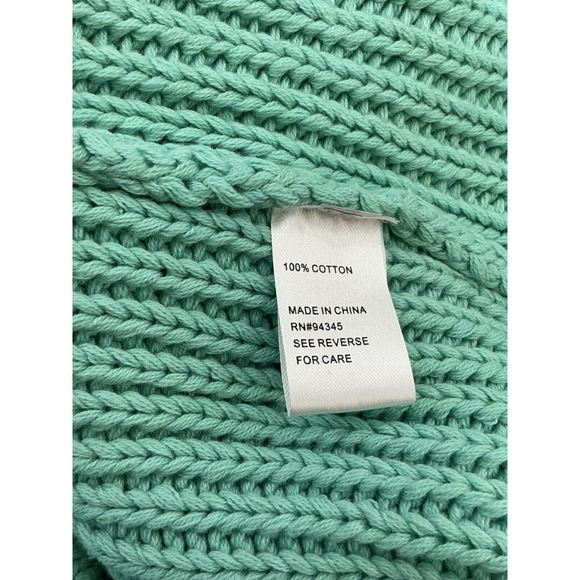 100% COTTON
MADE IN CHINA
RN#94345
SEE REVERSE
FOR CARE